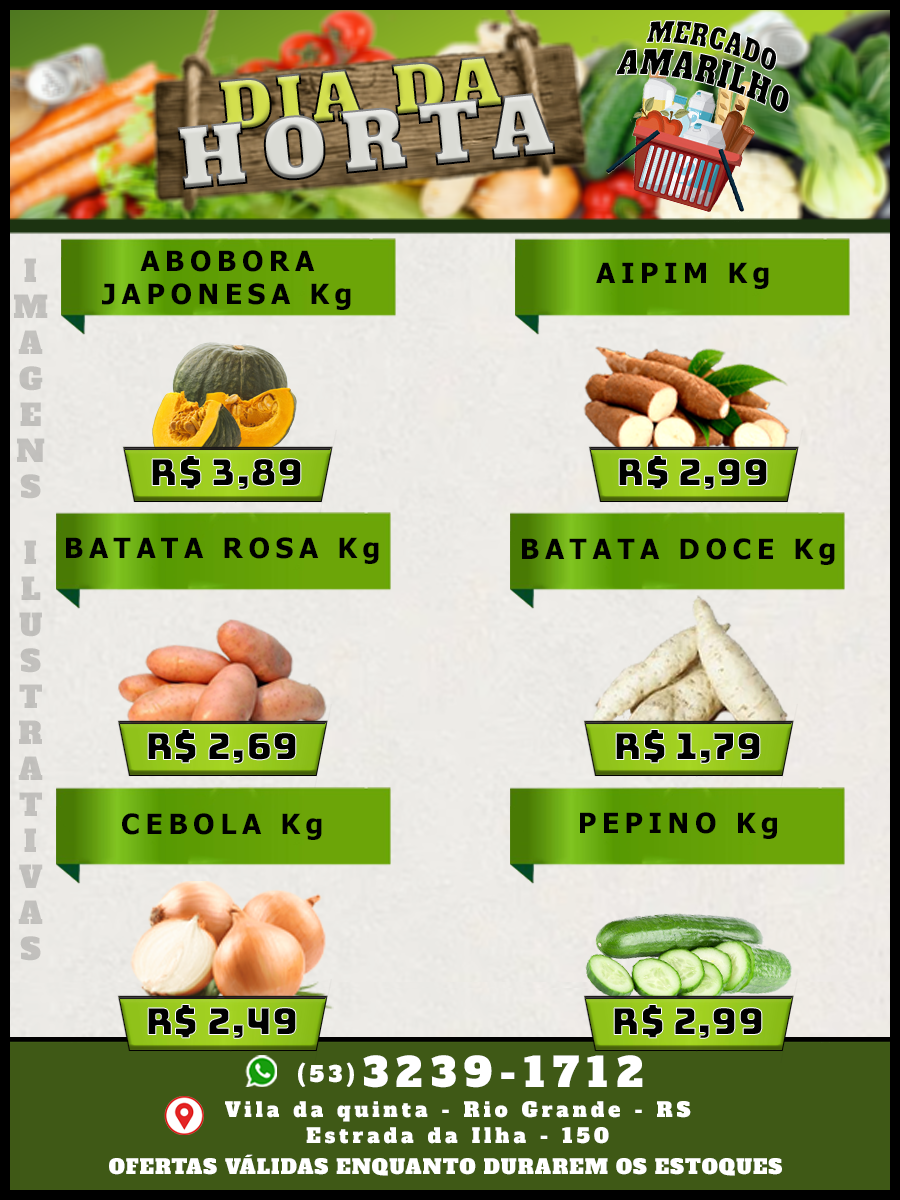 DIA DA
HORTA
MERCADO
AMARILHO
IMAGENS ILUSTRATIVAS
ABOBORA
JAPONESA Kg
R$ 3,89
AIPIM Kg
R$ 2,99
BATATA ROSA Kg
R$ 2,69
BATATA DOCE Kg
R$ 1,79
CEBOLA Kg
R$ 2,49
PEPINO Kg
R$ 2,99
(53) 3239-1712
Vila da quinta - Rio Grande - RS
Estrada da Ilha - 150
OFERTAS VÁLIDAS ENQUANTO DURAREM OS ESTOQUES